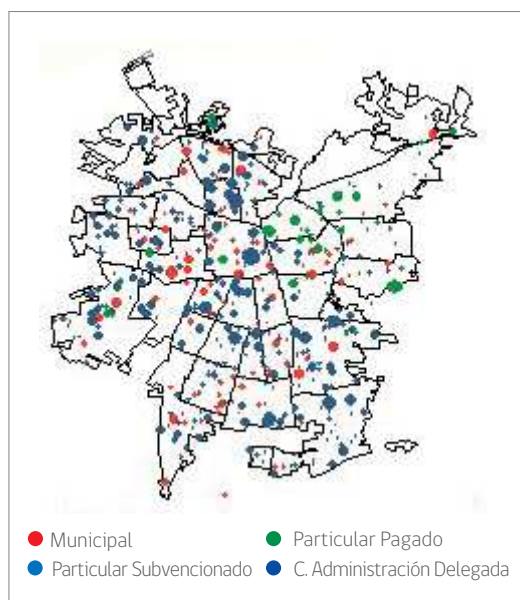 Municipal
Particular Pagado
Particular Subvencionado
C. Administración Delegada